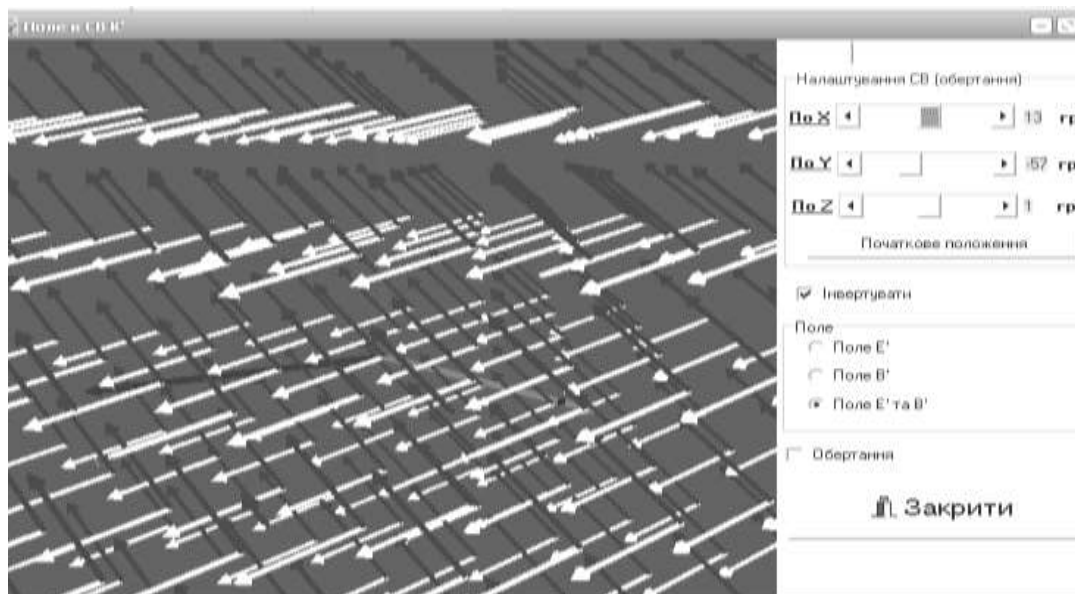 Поле в СВ К'
Налаштування СВ (обертання)
По X 13 гр
По Y -57 гр
По Z 1 гр
Початкове положення
Інвертувати
Поле
Поле E'
Поле B'
Поле E' та B'
Обертання
Закрити